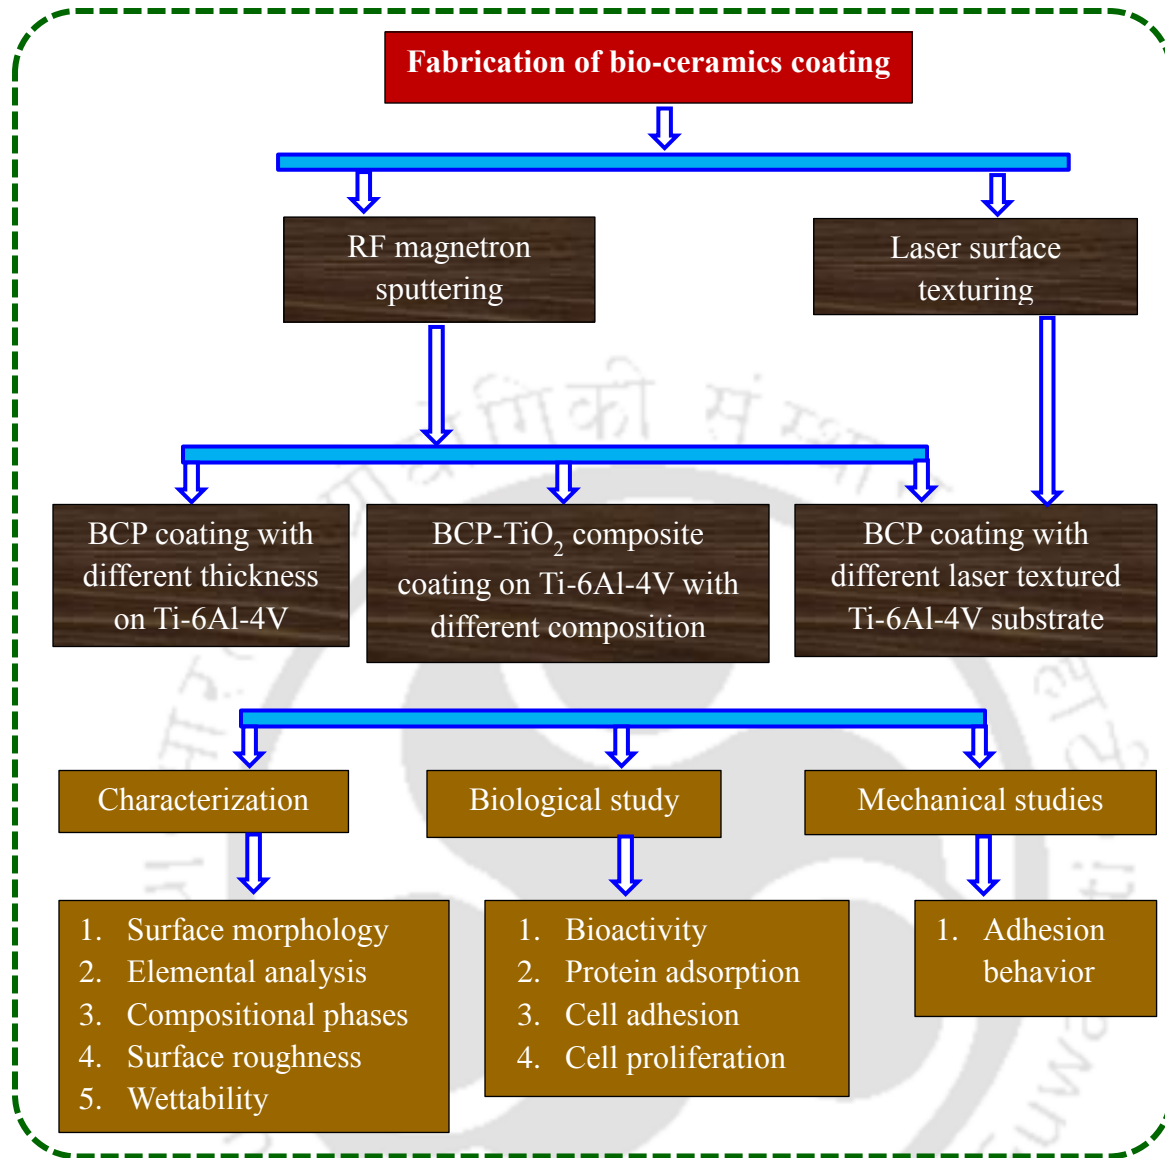 Fabrication of bio-ceramics coating
RF magnetron
sputtering
Laser surface
texturing
BCP coating with
different thickness
on Ti-6Al-4V
BCP-TiO₂ composite
coating on Ti-6Al-4V with
different composition
BCP coating with
different laser textured
Ti-6Al-4V substrate
Characterization
Biological study
Mechanical studies
1. Surface morphology
2. Elemental analysis
3. Compositional phases
4. Surface roughness
5. Wettability
1. Bioactivity
2. Protein adsorption
3. Cell adhesion
4. Cell proliferation
1. Adhesion
behavior